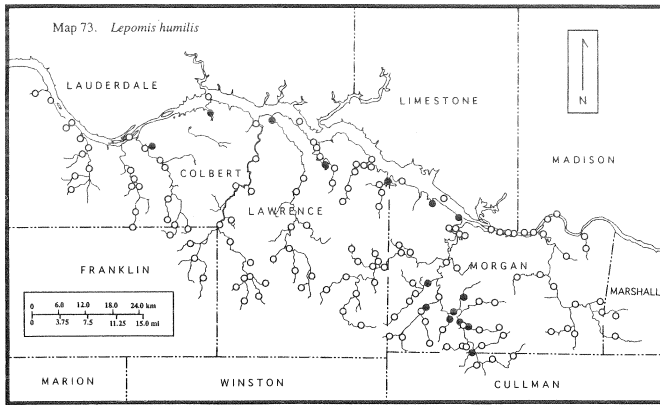 Map 73. Lepomis humilis
LAUDERDALE
LIMESTONE
N
MADISON
COLBERT
LAWRENCE
FRANKLIN
MORGAN
MARSHALL
0 6.0 12.0 18.0 24.0 km
0 3.75 7.5 11.25 15.0 mi
MARION
WINSTON
CULLMAN